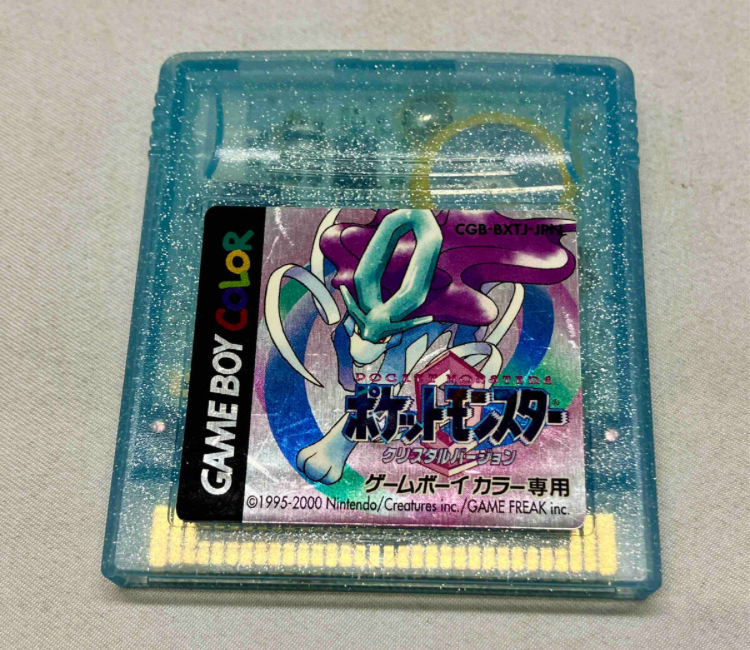 GAME BOY COLOR
CGB-BXTJ-JPN
POCKET MONSTERS
ポケットモンスター
クリスタルバージョン
ゲームボーイ カラー専用
©1995-2000 Nintendo/Creatures inc./GAME FREAK inc.